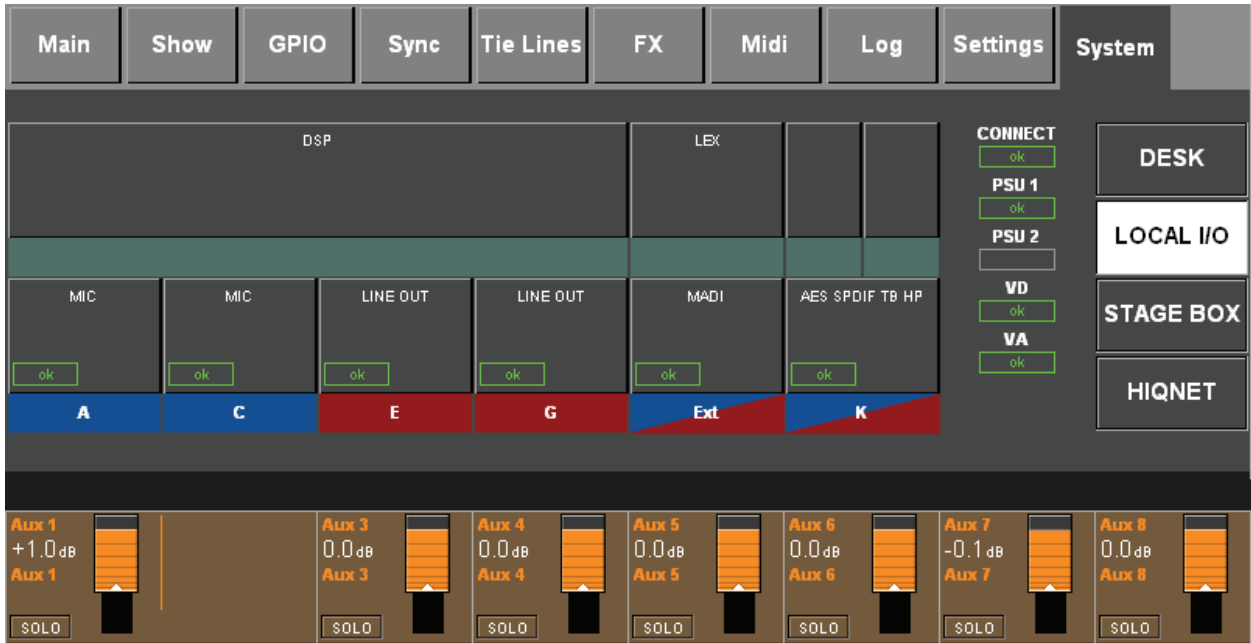 Main Show GPIO Sync Tie Lines FX Midi Log Settings System
DSP LEX
CONNECT
ok
PSU 1
ok
PSU 2
VD
ok
VA
ok
DESK
LOCAL I/O
STAGE BOX
HIQNET
MIC MIC LINE OUT LINE OUT MADI AES SPDIF TB HP
ok ok ok ok ok ok
A C E G Ext K
Aux 1 Aux 3 Aux 4 Aux 5 Aux 6 Aux 7 Aux 8
+1.0dB 0.0dB 0.0dB 0.0dB 0.0dB -0.1dB 0.0dB
Aux 1 Aux 3 Aux 4 Aux 5 Aux 6 Aux 7 Aux 8
SOLO SOLO SOLO SOLO SOLO SOLO SOLO